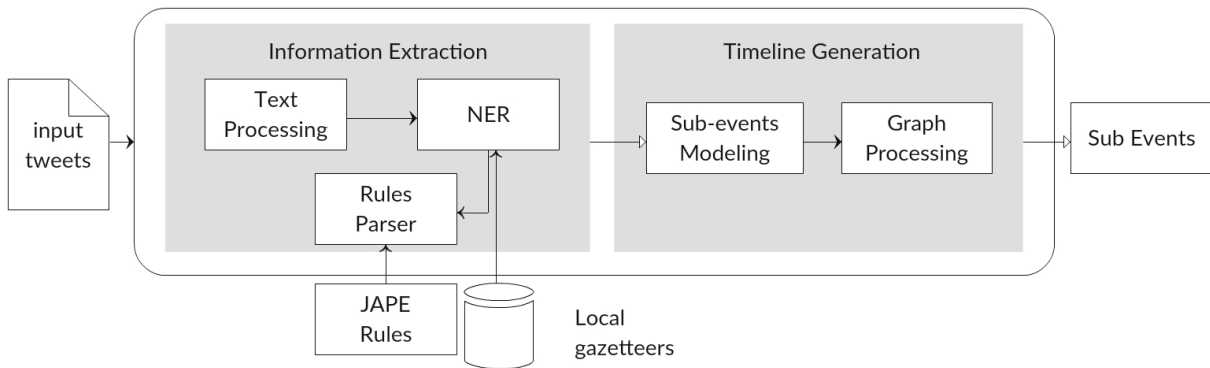 Information Extraction
Timeline Generation
input
tweets
Text
Processing
NER
Sub-events
Modeling
Graph
Processing
Sub Events
Rules
Parser
JAPE
Rules
Local
gazetteers